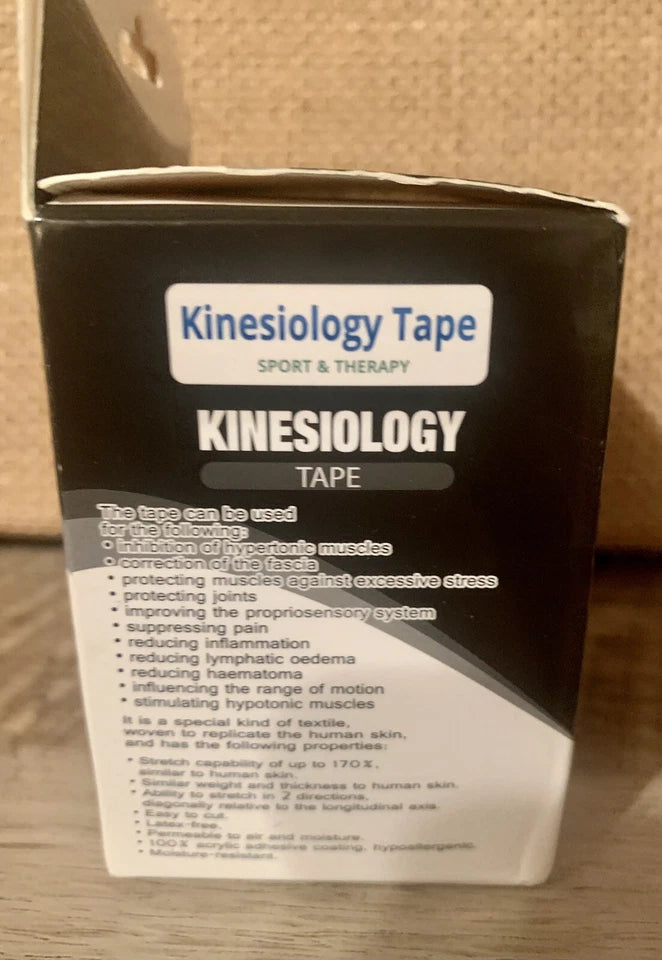 Kinesiology Tape
SPORT & THERAPY
KINESIOLOGY
TAPE
The tape can be used
for the following:
• inhibition of hypertonic muscles
• correction of the fascia
• protecting muscles against excessive stress
• protecting joints
• improving the propriosensory system
• suppressing pain
• reducing inflammation
• reducing lymphatic oedema
• reducing haematoma
• influencing the range of motion
• stimulating hypotonic muscles
It is a special kind of textile,
woven to replicate the human skin,
and has the following properties:
• Stretch capability of up to 170%,
similar to human skin.
• Similar weight and thickness to human skin.
• Ability to stretch in 2 directions,
diagonally relative to the longitudinal axis.
• Easy to cut.
• Latex-free.
• Permeable to air and moisture.
• 100% acrylic adhesive coating, hypoallergenic.
• Moisture-resistant.